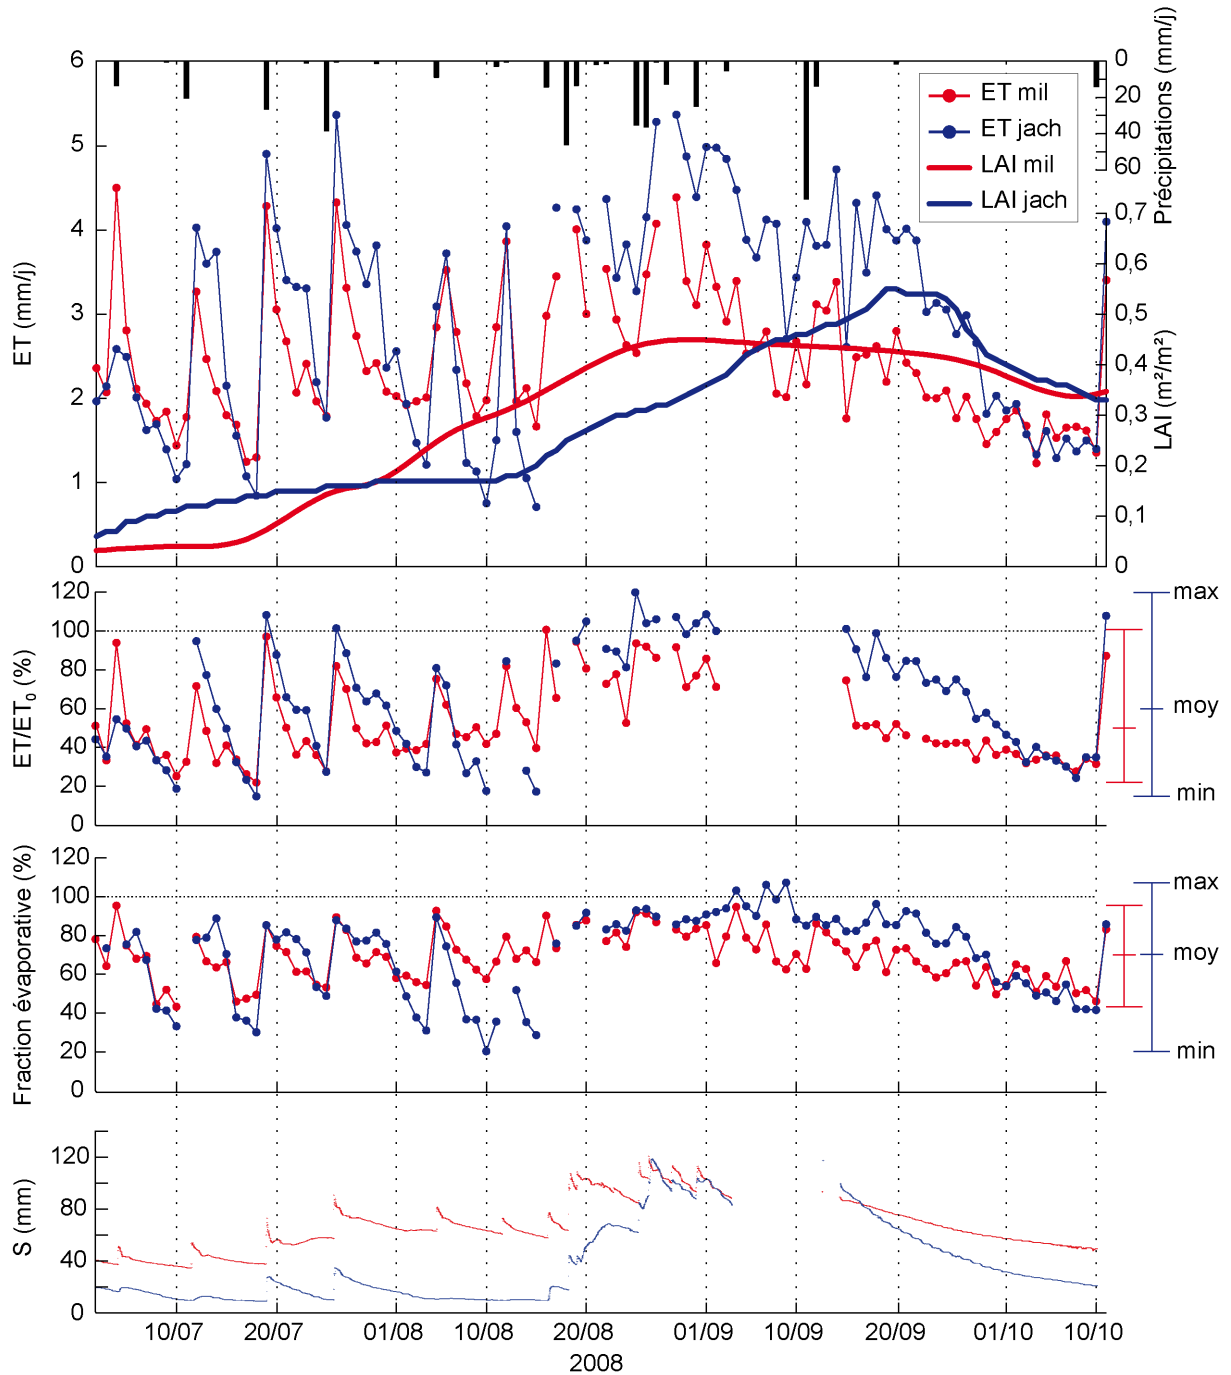 6
5
4
3
2
1
0
ET (mm/j)
0
20
40
60
Précipitations (mm/j)
0,7
0,6
0,5
0,4
0,3
0,2
0,1
0
LAI (m²/m²)
ET mil
ET jach
LAI mil
LAI jach
120
100
80
60
40
20
0
ET/ET0 (%)
max
moy
min
120
100
80
60
40
20
0
Fraction évaporative (%)
max
moy
min
120
80
40
0
S (mm)
10/07 20/07 01/08 10/08 20/08 01/09 10/09 20/09 01/10 10/10
2008